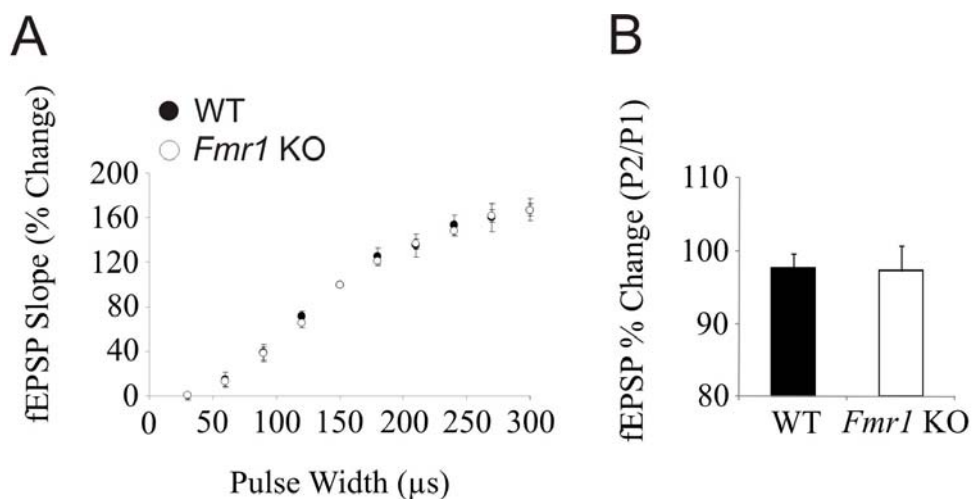 A
fEPSP Slope (% Change)
WT
Fmr1 KO
200
160
120
80
40
0
0 50 100 150 200 250 300
Pulse Width (µs)
B
fEPSP % Change (P2/P1)
110
100
90
80
WT Fmr1 KO